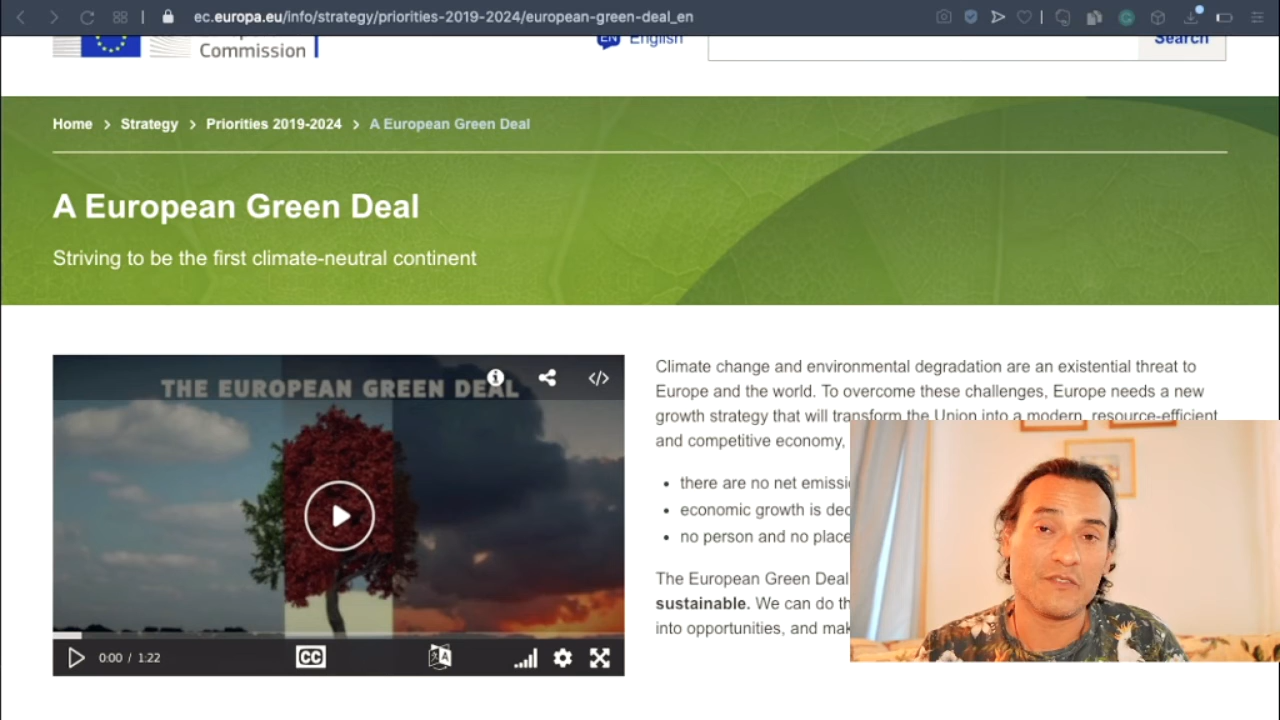 ec.europa.eu/info/strategy/priorities-2019-2024/european-green-deal_en
Commission
EN English
Search
Home > Strategy > Priorities 2019-2024 > A European Green Deal
A European Green Deal
Striving to be the first climate-neutral continent
THE EUROPEAN GREEN DEAL
0:00 / 1:22
CC
Climate change and environmental degradation are an existential threat to
Europe and the world. To overcome these challenges, Europe needs a new
growth strategy that will transform the Union into a modern, resource-efficient
and competitive economy,
• there are no net emissi
• economic growth is dec
• no person and no place
The European Green Deal
sustainable. We can do th
into opportunities, and mak